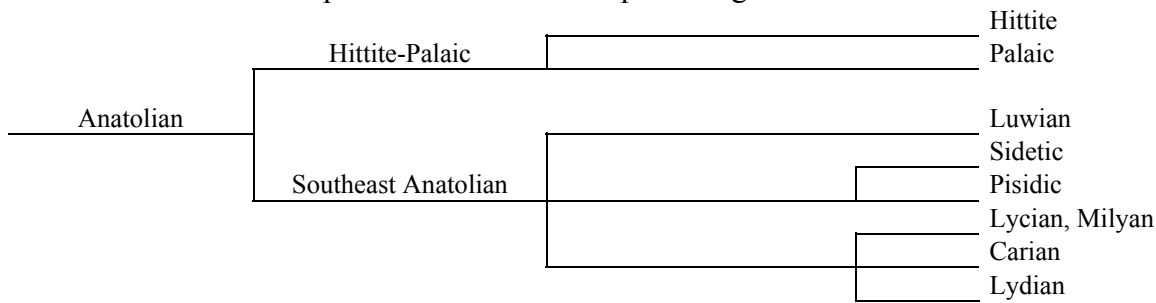 Hittite
Hittite-Palaic
Palaic
Anatolian
Luwian
Sidetic
Southeast Anatolian
Pisidic
Lycian, Milyan
Carian
Lydian